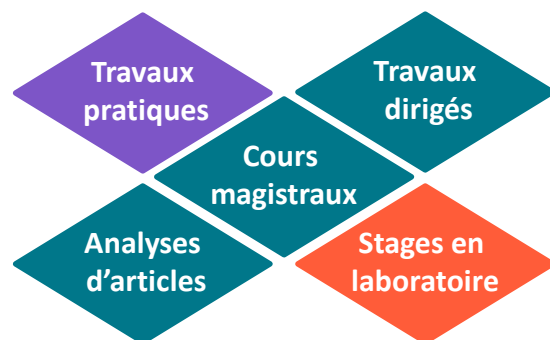 Travaux
pratiques
Travaux
dirigés
Cours
magistraux
Analyses
d’articles
Stages en
laboratoire